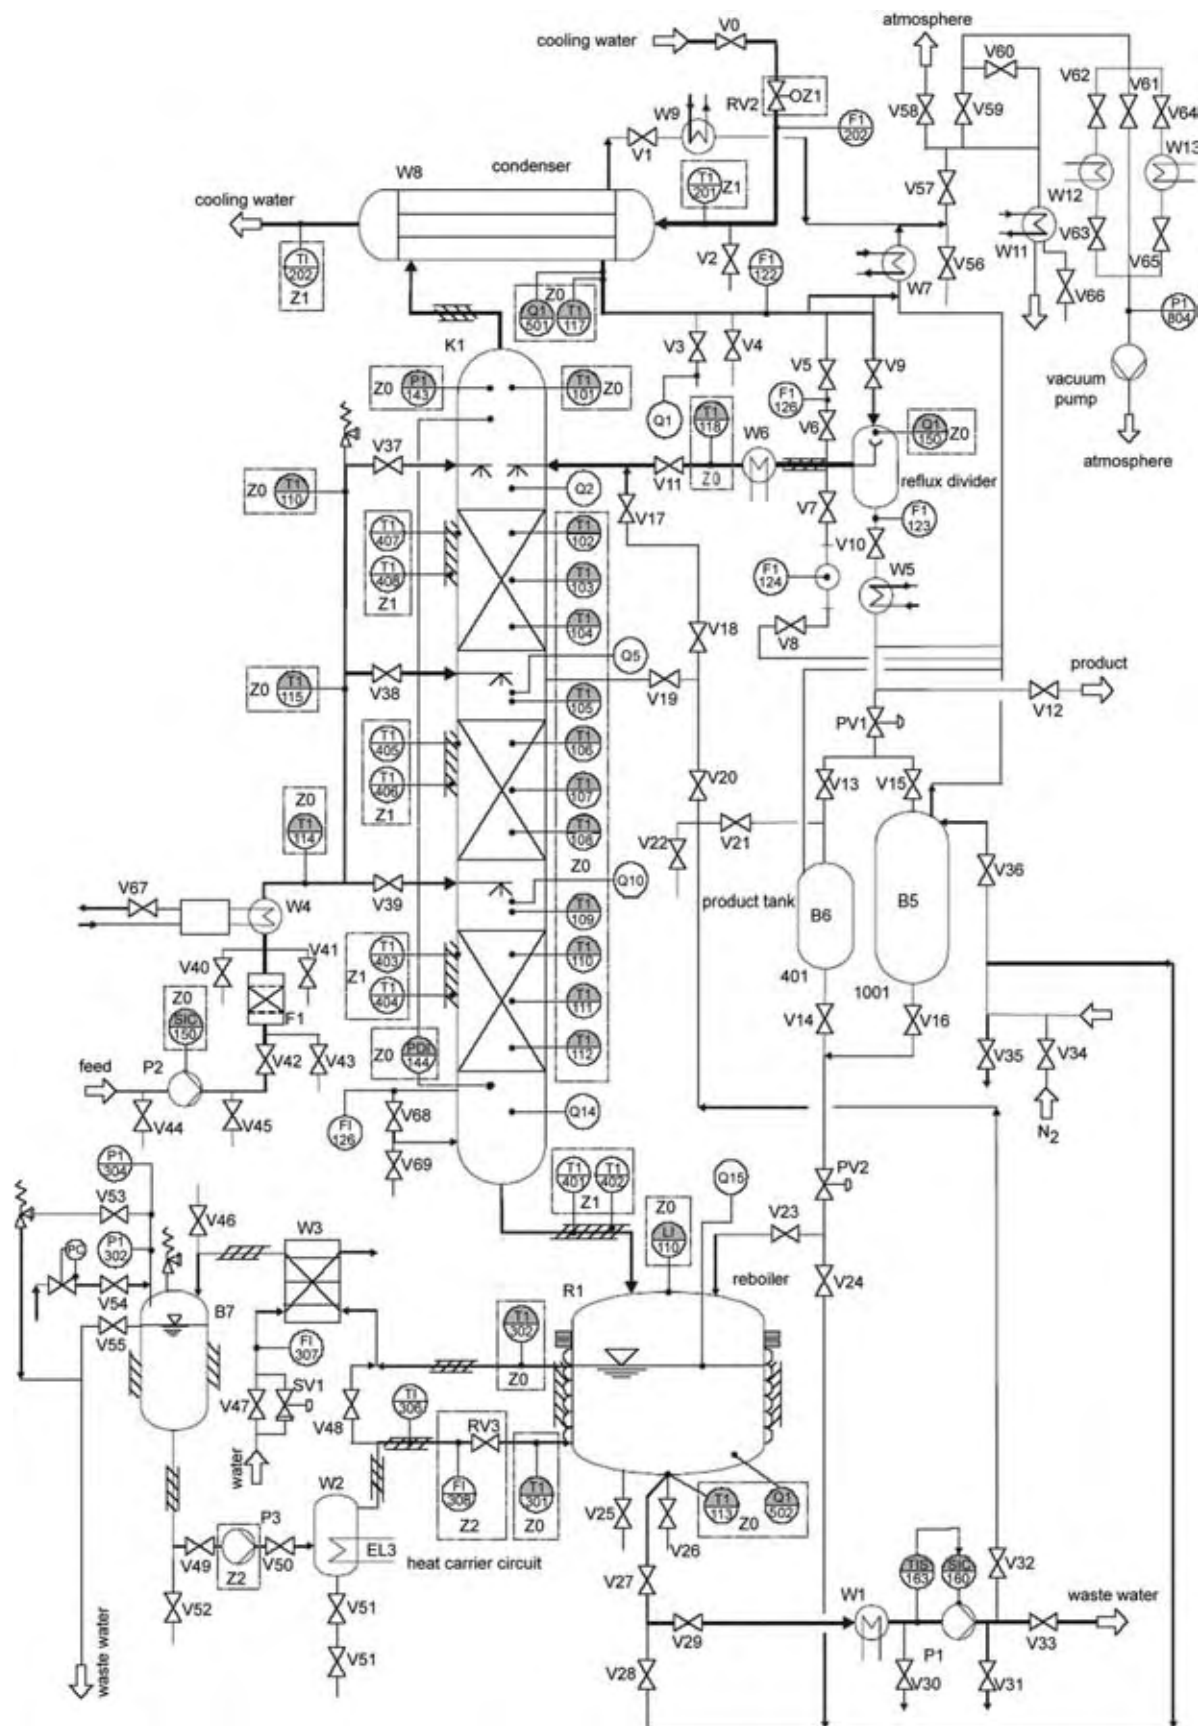 atmosphere
V0
cooling water
V60
V62
V61
RV2
OZ1
W9
V58
V59
V64
F1
202
V1
W13
condenser
W8
T1
201
Z1
V57
W12
cooling water
V63
V2
W11
V65
TI
202
Z1
F1
122
V56
W7
V66
Z0
Q1
501
T1
117
P1
804
K1
V3
V4
V5
V9
vacuum
pump
Z0
P1
143
T1
101
Z0
F1
126
Q1
T1
118
V6
Q1
150
Z0
V37
W6
atmosphere
Z0
T1
110
Q2
V11
Z0
reflux divider
V17
V7
F1
123
T1
407
T1
102
V10
T1
408
T1
103
F1
124
W5
Z1
T1
104
V18
V8
Q5
product
Z0
T1
115
V38
V19
T1
105
V12
PV1
T1
405
T1
106
T1
406
T1
107
V20
V13
V15
Z1
Z0
T1
114
T1
108
V22
V21
V36
Z0
V67
Q10
W4
V39
product tank
B6
B5
T1
109
V41
V40
T1
403
T1
110
401
Z1
T1
404
T1
111
1001
F1
V14
V16
Z0
SIC
150
Z0
PDI
144
T1
112
P2
V42
V43
V35
V34
feed
V44
V45
FI
126
V68
Q14
N2
P1
304
V69
T1
401
T1
402
Q15
PV2
V53
Z1
V46
Z0
V23
PC
P1
302
W3
LI
110
V54
R1
reboiler
V24
B7
V55
FI
307
T1
302
SV1
Z0
V47
TI
306
V48
RV3
water
W2
FI
308
T1
301
T1
113
Q1
502
P3
V25
Z2
Z0
Z0
V26
EL3
V49
V50
heat carrier circuit
Z2
V27
TIS
163
SIC
160
V32
V52
V51
W1
waste water
V29
V33
V51
V28
P1
V30
V31
waste water